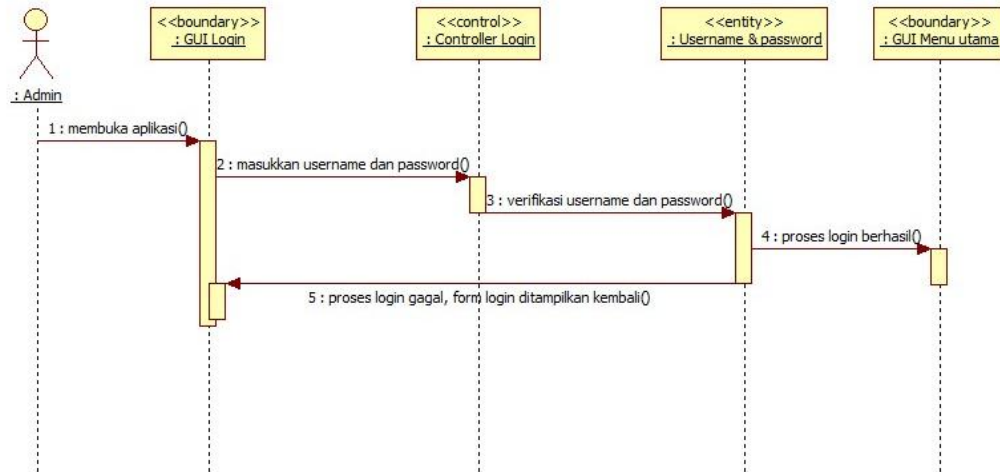 <<boundary>>
: GUI Login
<<control>>
: Controller Login
<<entity>>
: Username & password
<<boundary>>
: GUI Menu utama
: Admin
1 : membuka aplikasi()
2 : masukkan username dan password()
3 : verifikasi username dan password()
4 : proses login berhasil()
5 : proses login gagal, form login ditampilkan kembali()